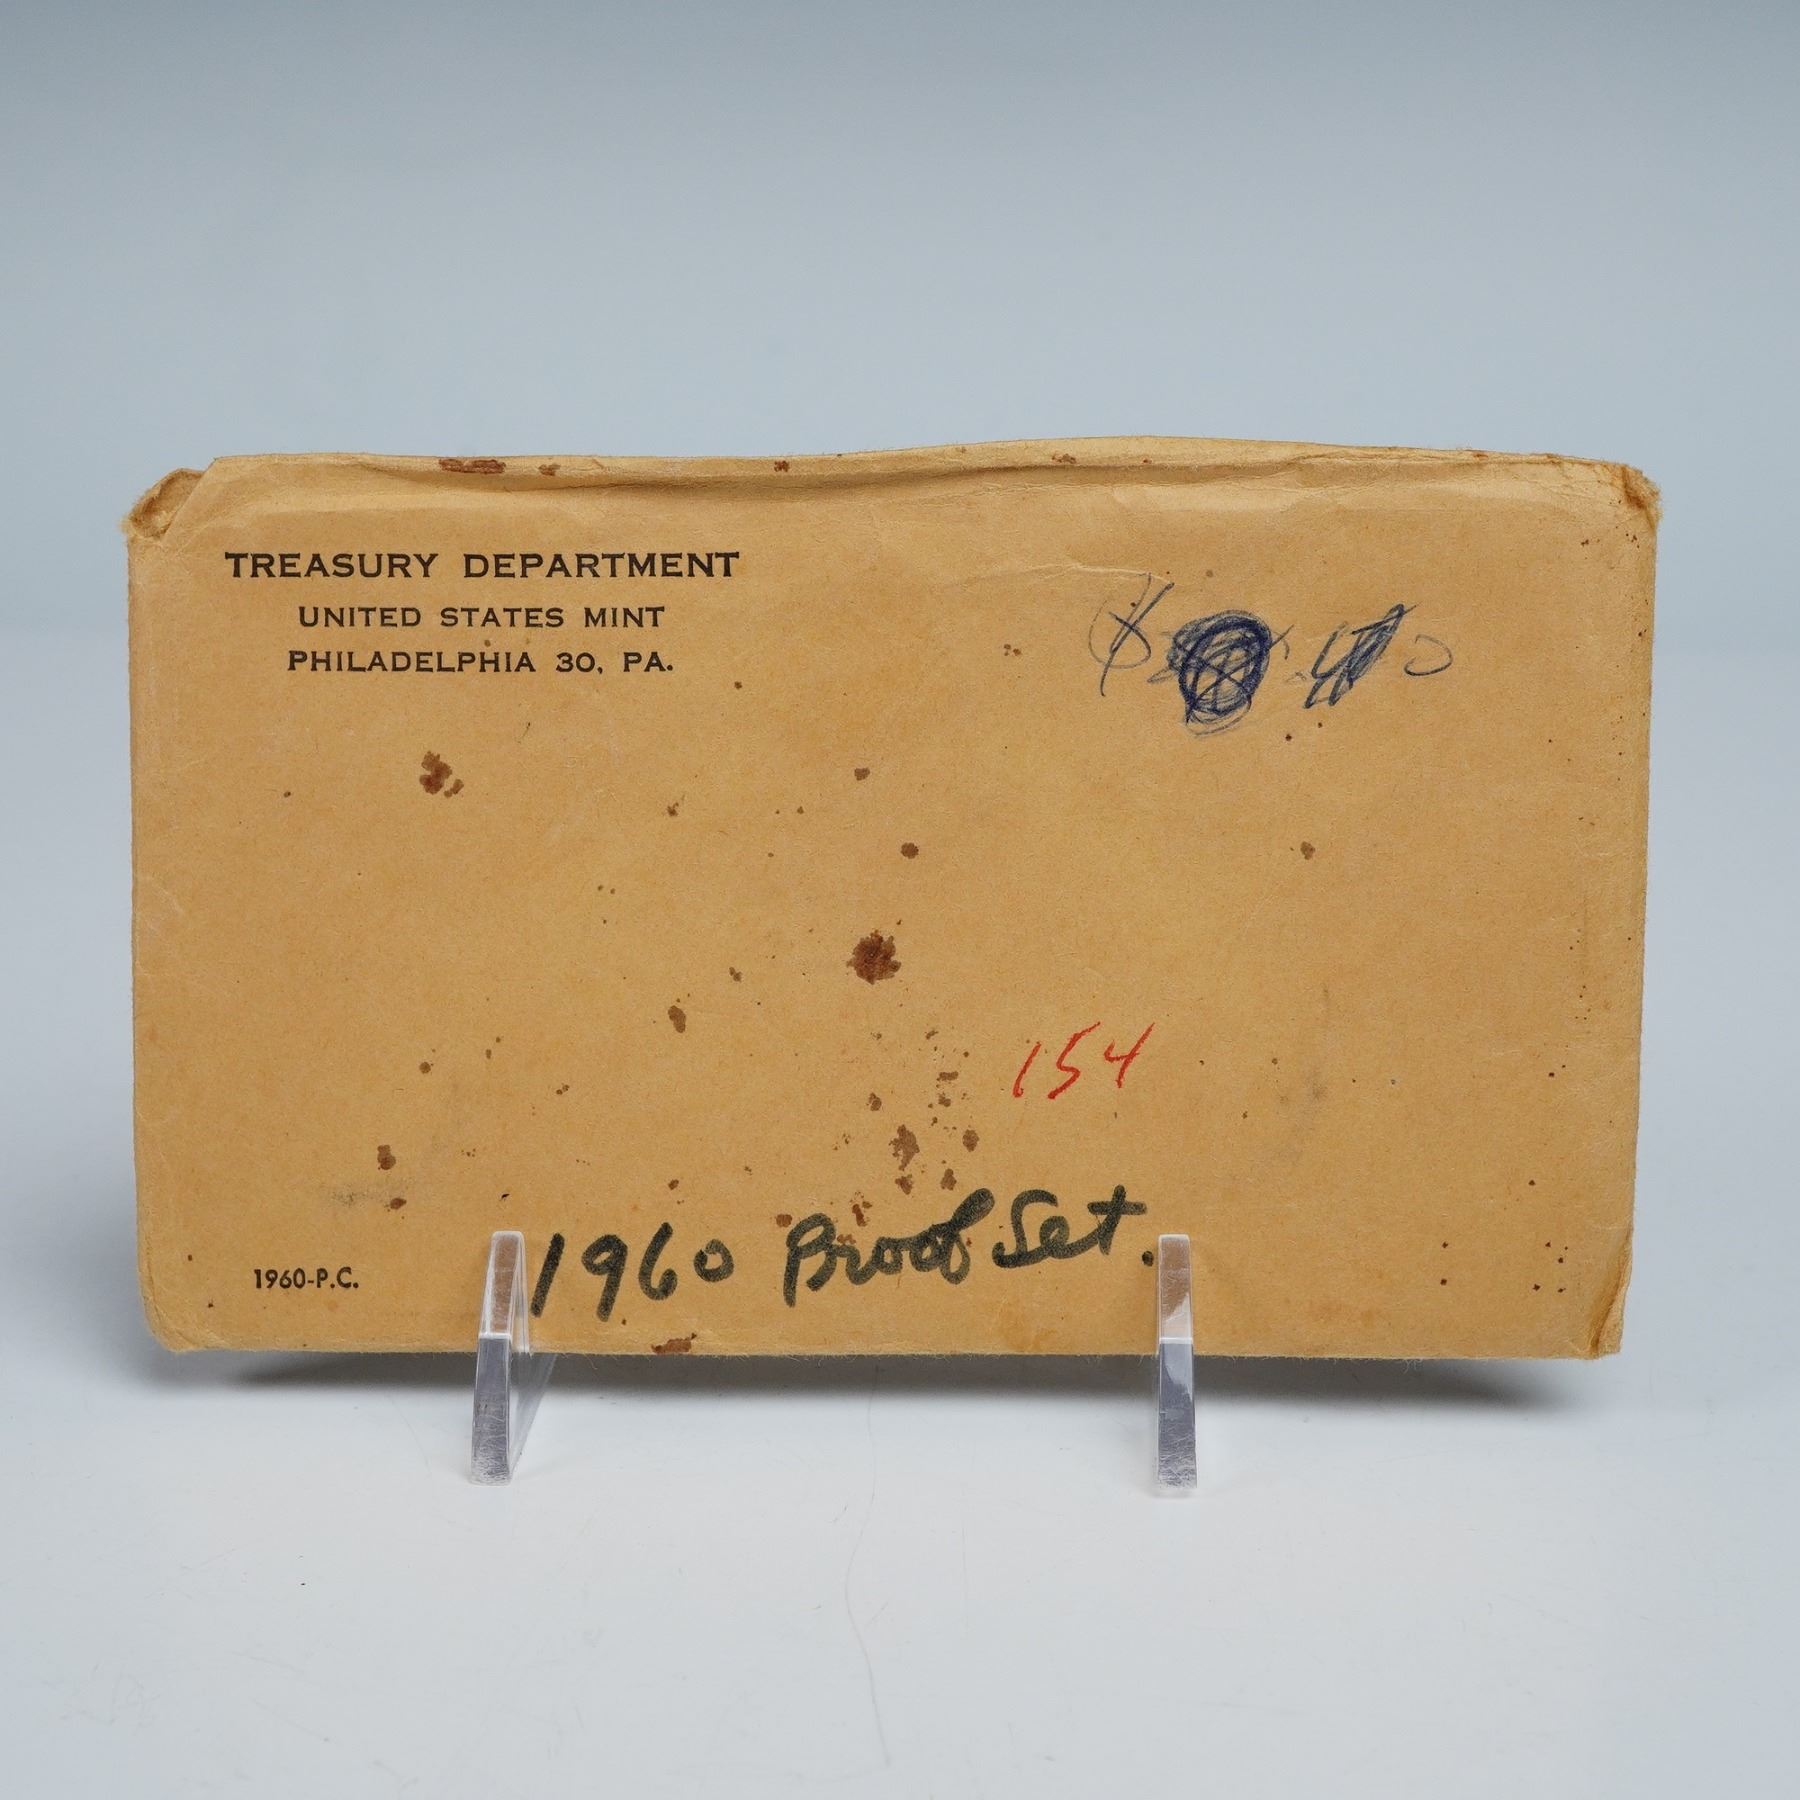 TREASURY DEPARTMENT
UNITED STATES MINT
PHILADELPHIA 30, PA.
154
1960 Proof Set.
1960-P.C.